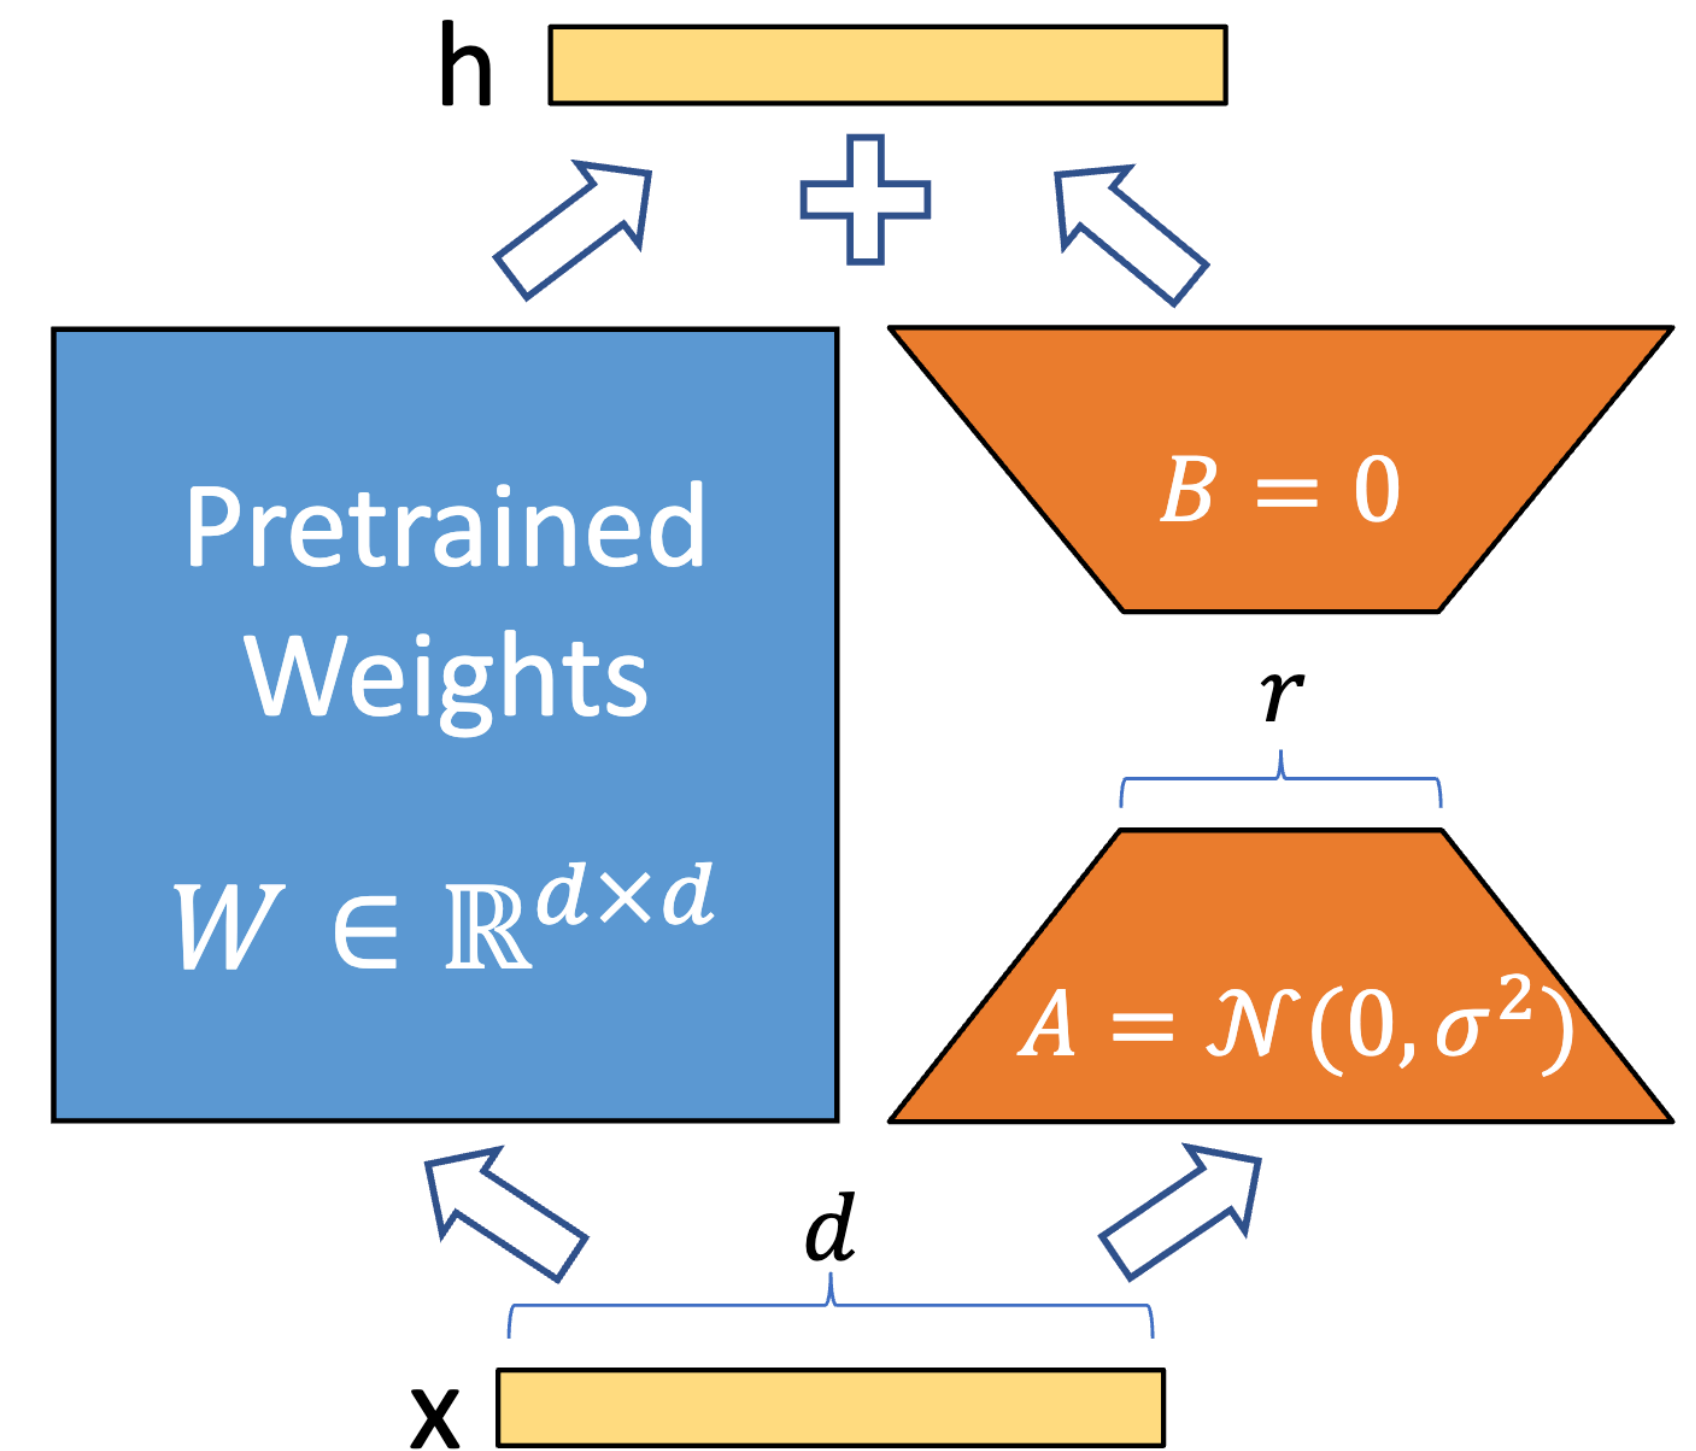 h
Pretrained
Weights
W ∈ ℝ^{d×d}
B = 0
r
A = 𝒩(0, σ²)
d
x